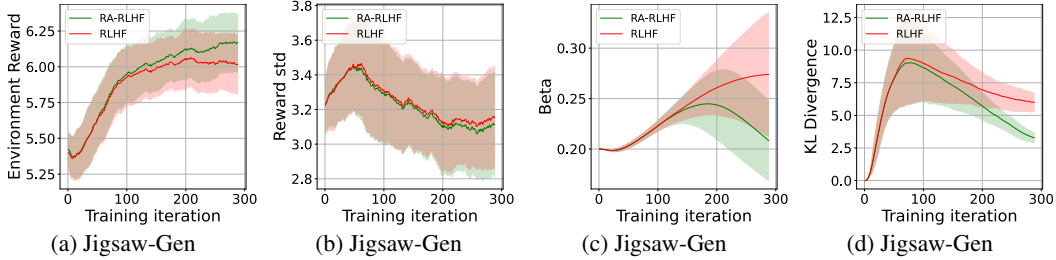 Environment Reward
6.25
6.00
5.75
5.50
5.25
RA-RLHF
RLHF
0 100 200 300
Training iteration
(a) Jigsaw-Gen
Reward std
3.6
3.4
3.2
3.0
2.8
RA-RLHF
RLHF
0 100 200 300
Training iteration
(b) Jigsaw-Gen
Beta
0.30
0.25
0.20
RA-RLHF
RLHF
0 100 200 300
Training iteration
(c) Jigsaw-Gen
KL Divergence
12.5
10.0
7.5
5.0
2.5
0.0
RA-RLHF
RLHF
0 100 200 300
Training iteration
(d) Jigsaw-Gen